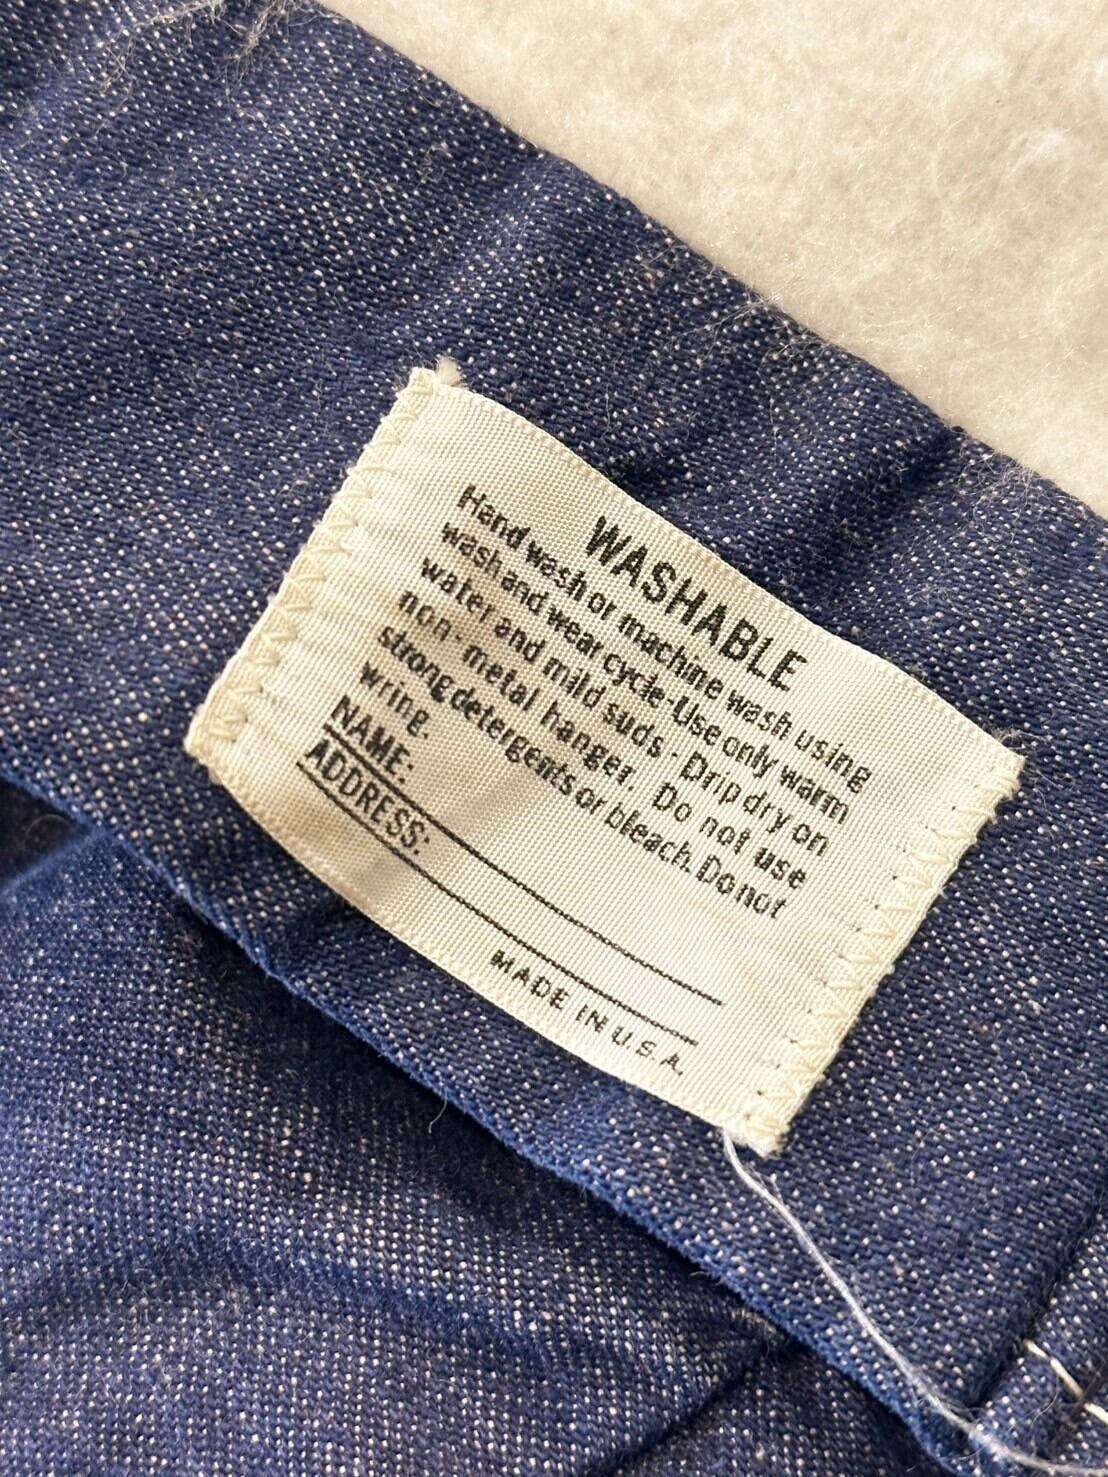 WASHABLE
Hand wash or machine wash using
wash and wear cycle-Use only warm
water and mild suds - Drip dry on
non- metal hanger. Do not use
strong detergents or bleach. Do not
wring.
NAME:
ADDRESS:
MADE IN U.S.A.